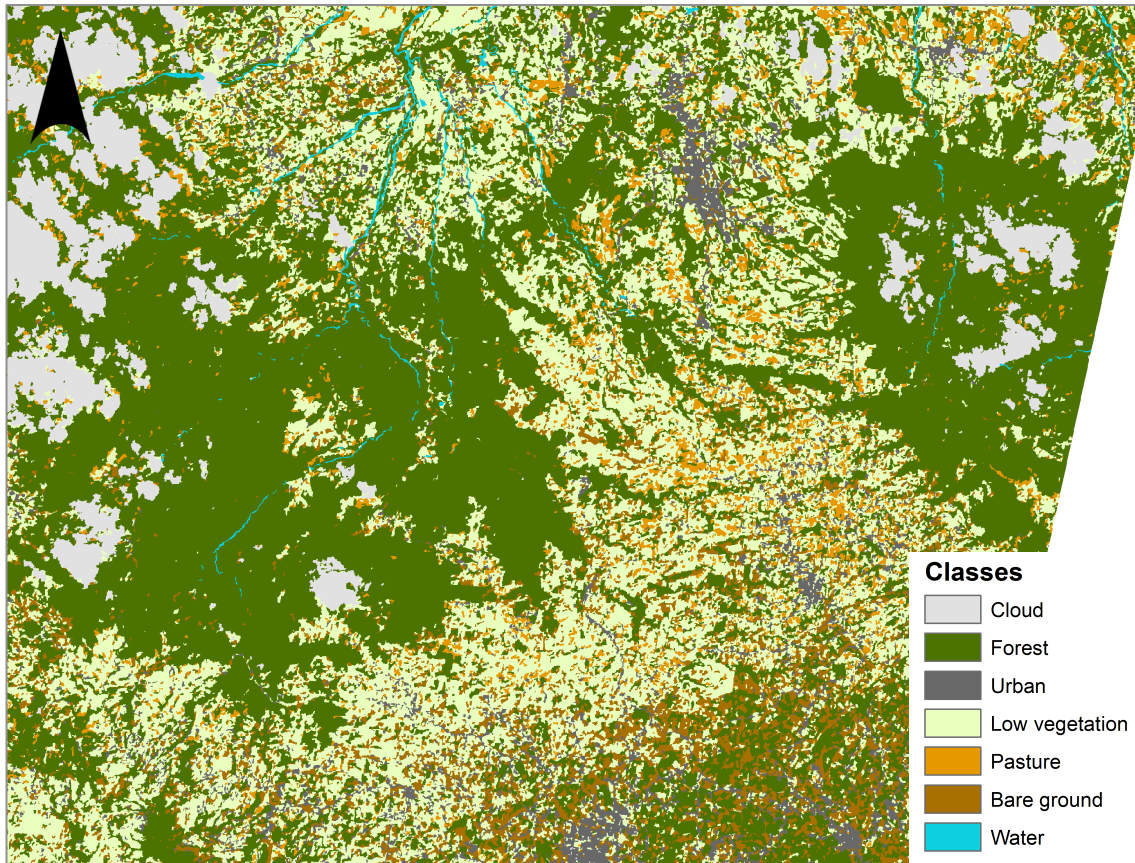 Classes
Cloud
Forest
Urban
Low vegetation
Pasture
Bare ground
Water